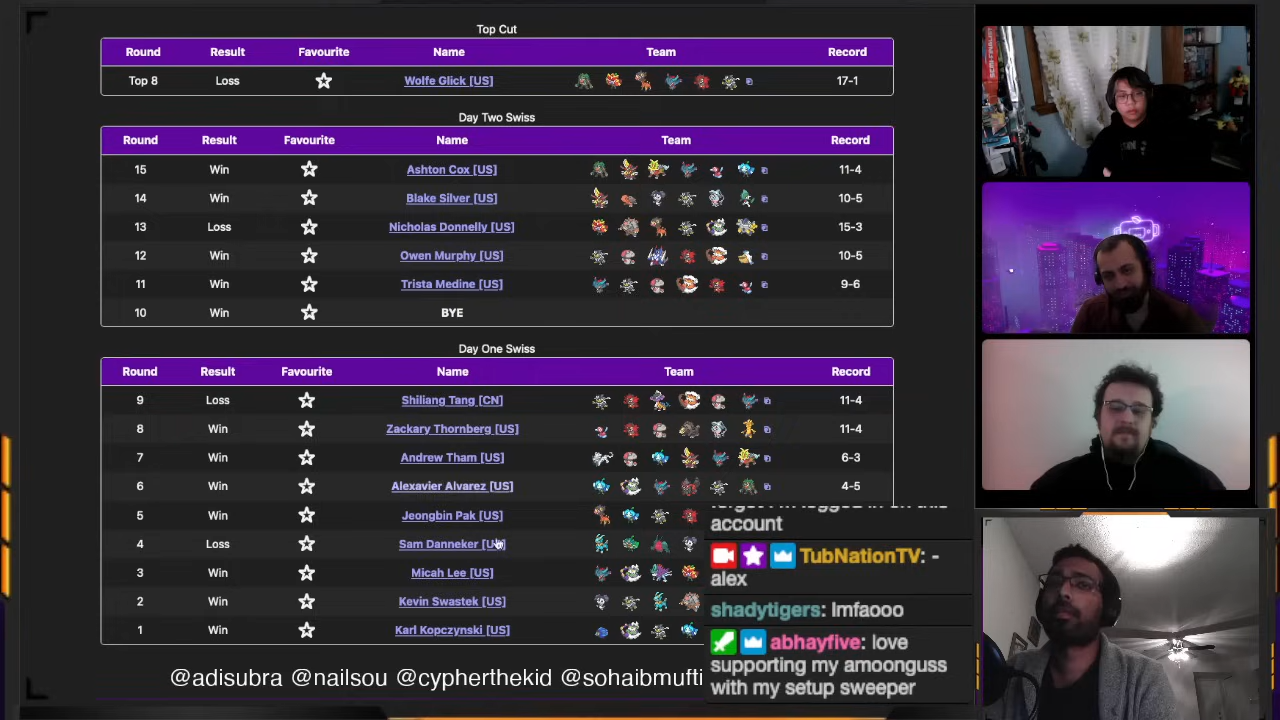 Top Cut
Round Result Favourite Name Team Record
Top 8 Loss Wolfe Glick [US] 17-1
Day Two Swiss
Round Result Favourite Name Team Record
15 Win Ashton Cox [US] 11-4
14 Win Blake Silver [US] 10-5
13 Loss Nicholas Donnelly [US] 15-3
12 Win Owen Murphy [US] 10-5
11 Win Trista Medine [US] 9-6
10 Win BYE
Day One Swiss
Round Result Favourite Name Team Record
9 Loss Shiliang Tang [CN] 11-4
8 Win Zackary Thornberg [US] 11-4
7 Win Andrew Tham [US] 6-3
6 Win Alexavier Alvarez [US] 4-5
5 Win Jeongbin Pak [US]
4 Loss Sam Danneker [US]
3 Win Micah Lee [US]
2 Win Kevin Swastek [US]
1 Win Karl Kopczynski [US]
account
TubNationTV: -
alex
shadytigers: lmfaooo
abhayfive: love
supporting my amoonguss
with my setup sweeper
@adisubra @nailsou @cypherthekid @sohaibmufti